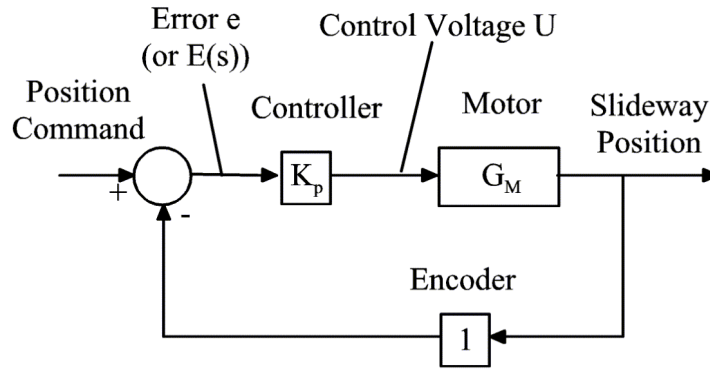 Error e
(or E(s))
Control Voltage U
Position
Command
Controller
Motor
Slideway
Position
+
-
K_p
G_M
Encoder
1